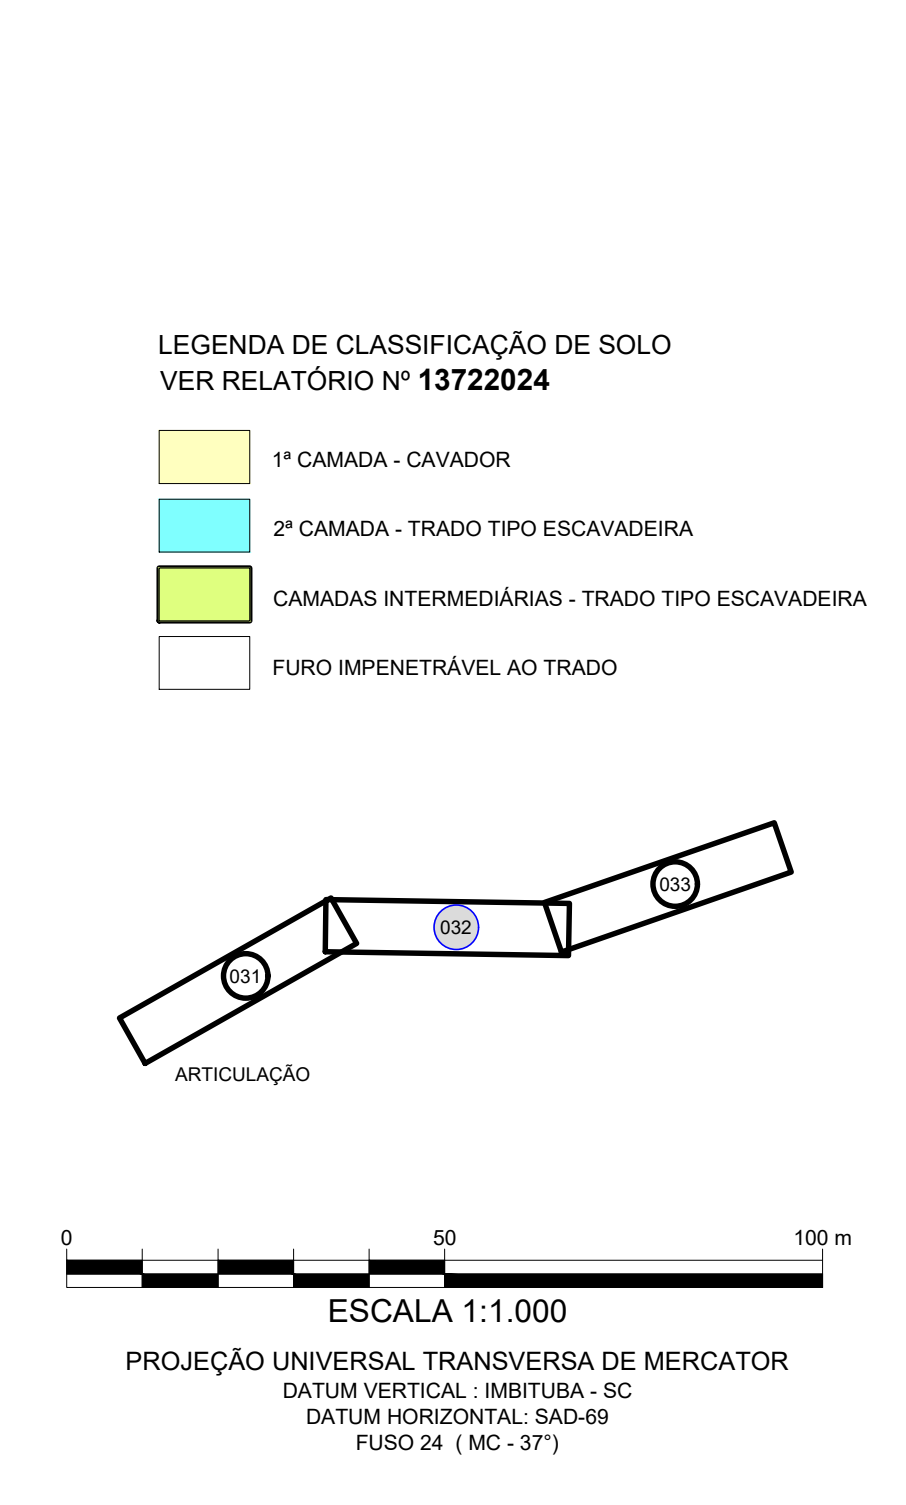 LEGENDA DE CLASSIFICAÇÃO DE SOLO
VER RELATÓRIO Nº 13722024
1ª CAMADA - CAVADOR
2ª CAMADA - TRADO TIPO ESCAVADEIRA
CAMADAS INTERMEDIÁRIAS - TRADO TIPO ESCAVADEIRA
FURO IMPENETRÁVEL AO TRADO
033
032
031
ARTICULAÇÃO
0 50 100 m
ESCALA 1:1.000
PROJEÇÃO UNIVERSAL TRANSVERSA DE MERCATOR
DATUM VERTICAL : IMBITUBA - SC
DATUM HORIZONTAL: SAD-69
FUSO 24 ( MC - 37°)